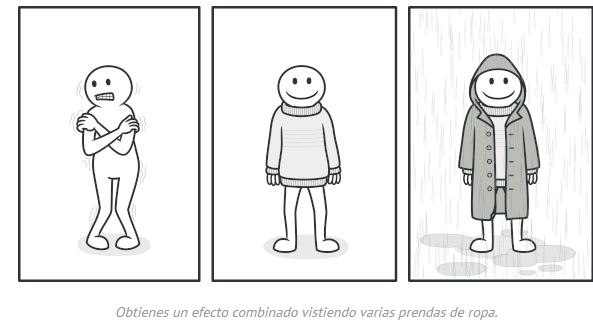 Obtienes un efecto combinado vistiendo varias prendas de ropa.